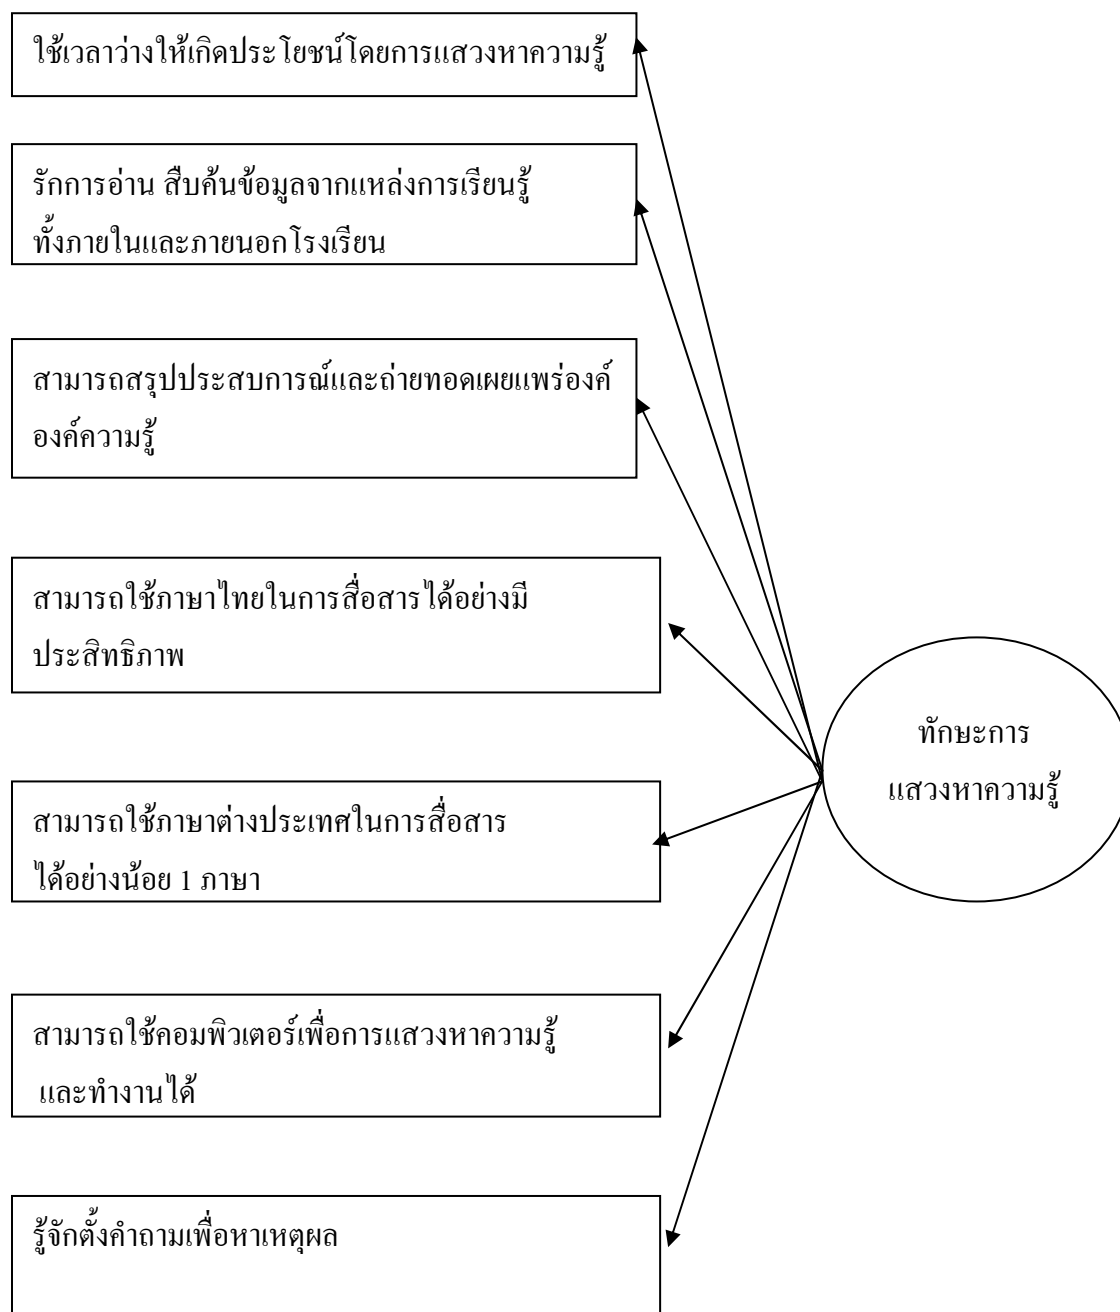 ใช้เวลาว่างให้เกิดประโยชน์โดยการแสวงหาความรู้
รักการอ่าน สืบค้นข้อมูลจากแหล่งการเรียนรู้
ทั้งภายในและภายนอกโรงเรียน
สามารถสรุปประสบการณ์และถ่ายทอดเผยแพร่องค์
องค์ความรู้
สามารถใช้ภาษาไทยในการสื่อสารได้อย่างมี
ประสิทธิภาพ
ทักษะการ
แสวงหาความรู้
สามารถใช้ภาษาต่างประเทศในการสื่อสาร
ได้อย่างน้อย 1 ภาษา
สามารถใช้คอมพิวเตอร์เพื่อการแสวงหาความรู้
และทำงานได้
รู้จักตั้งคำถามเพื่อหาเหตุผล